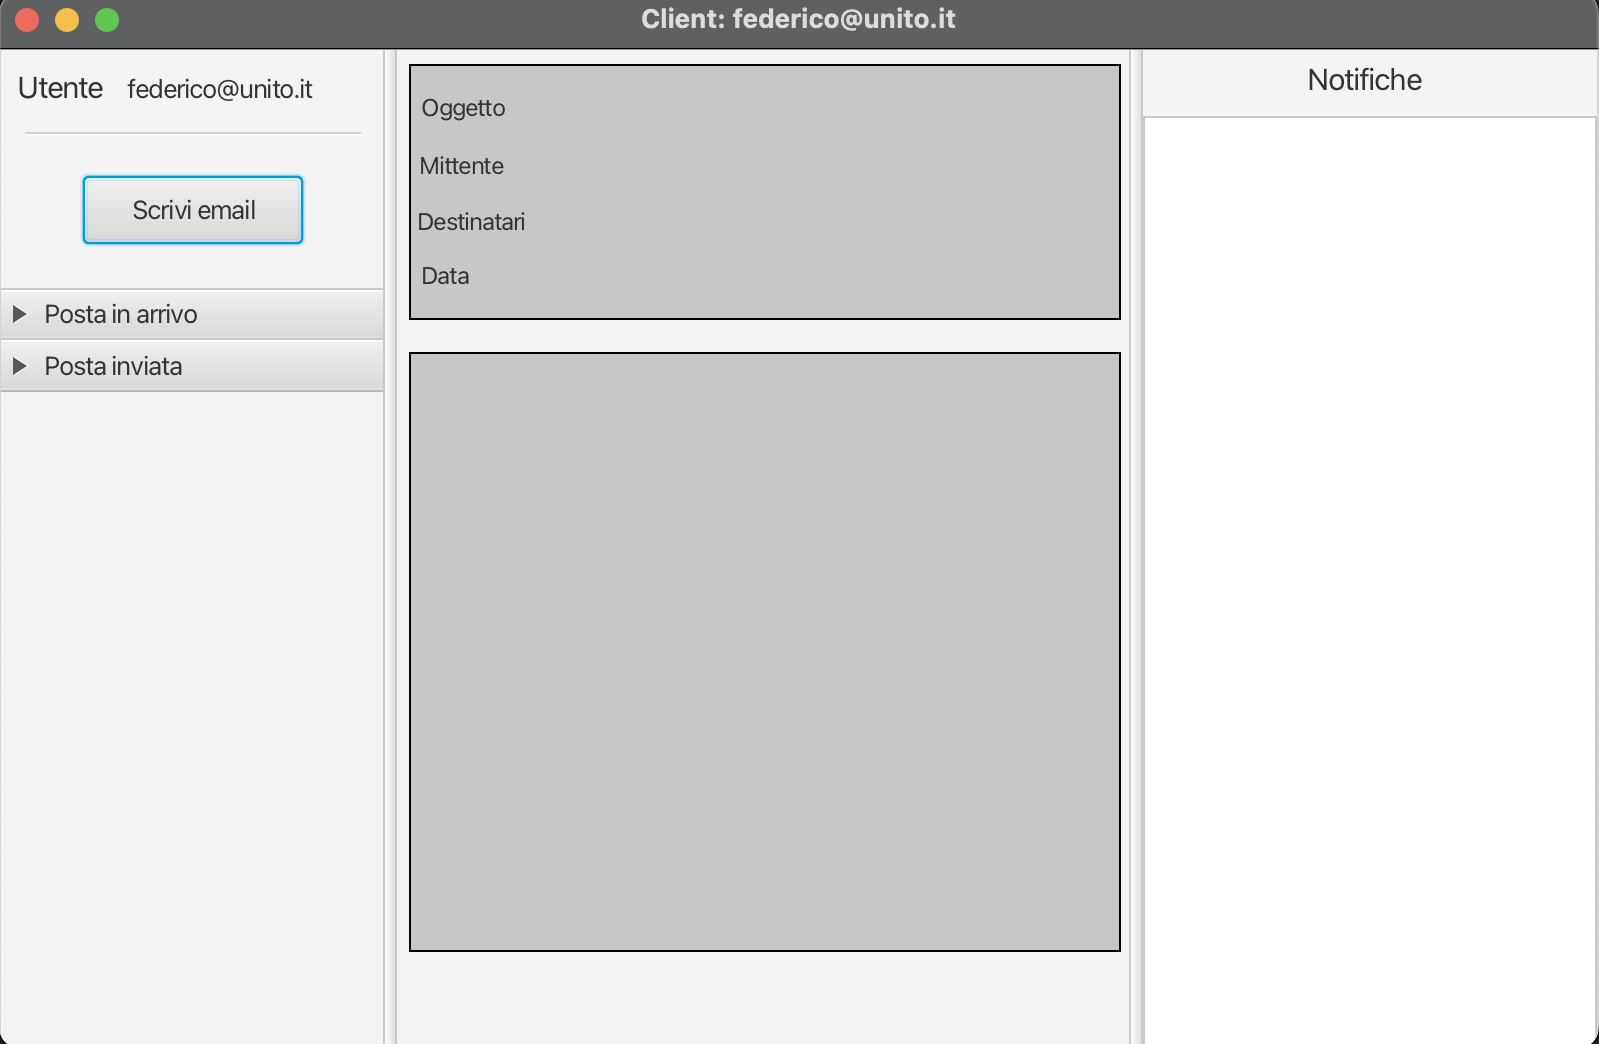 Client: federico@unito.it
Utente federico@unito.it
Scrivi email
Posta in arrivo
Posta inviata
Oggetto
Mittente
Destinatari
Data
Notifiche